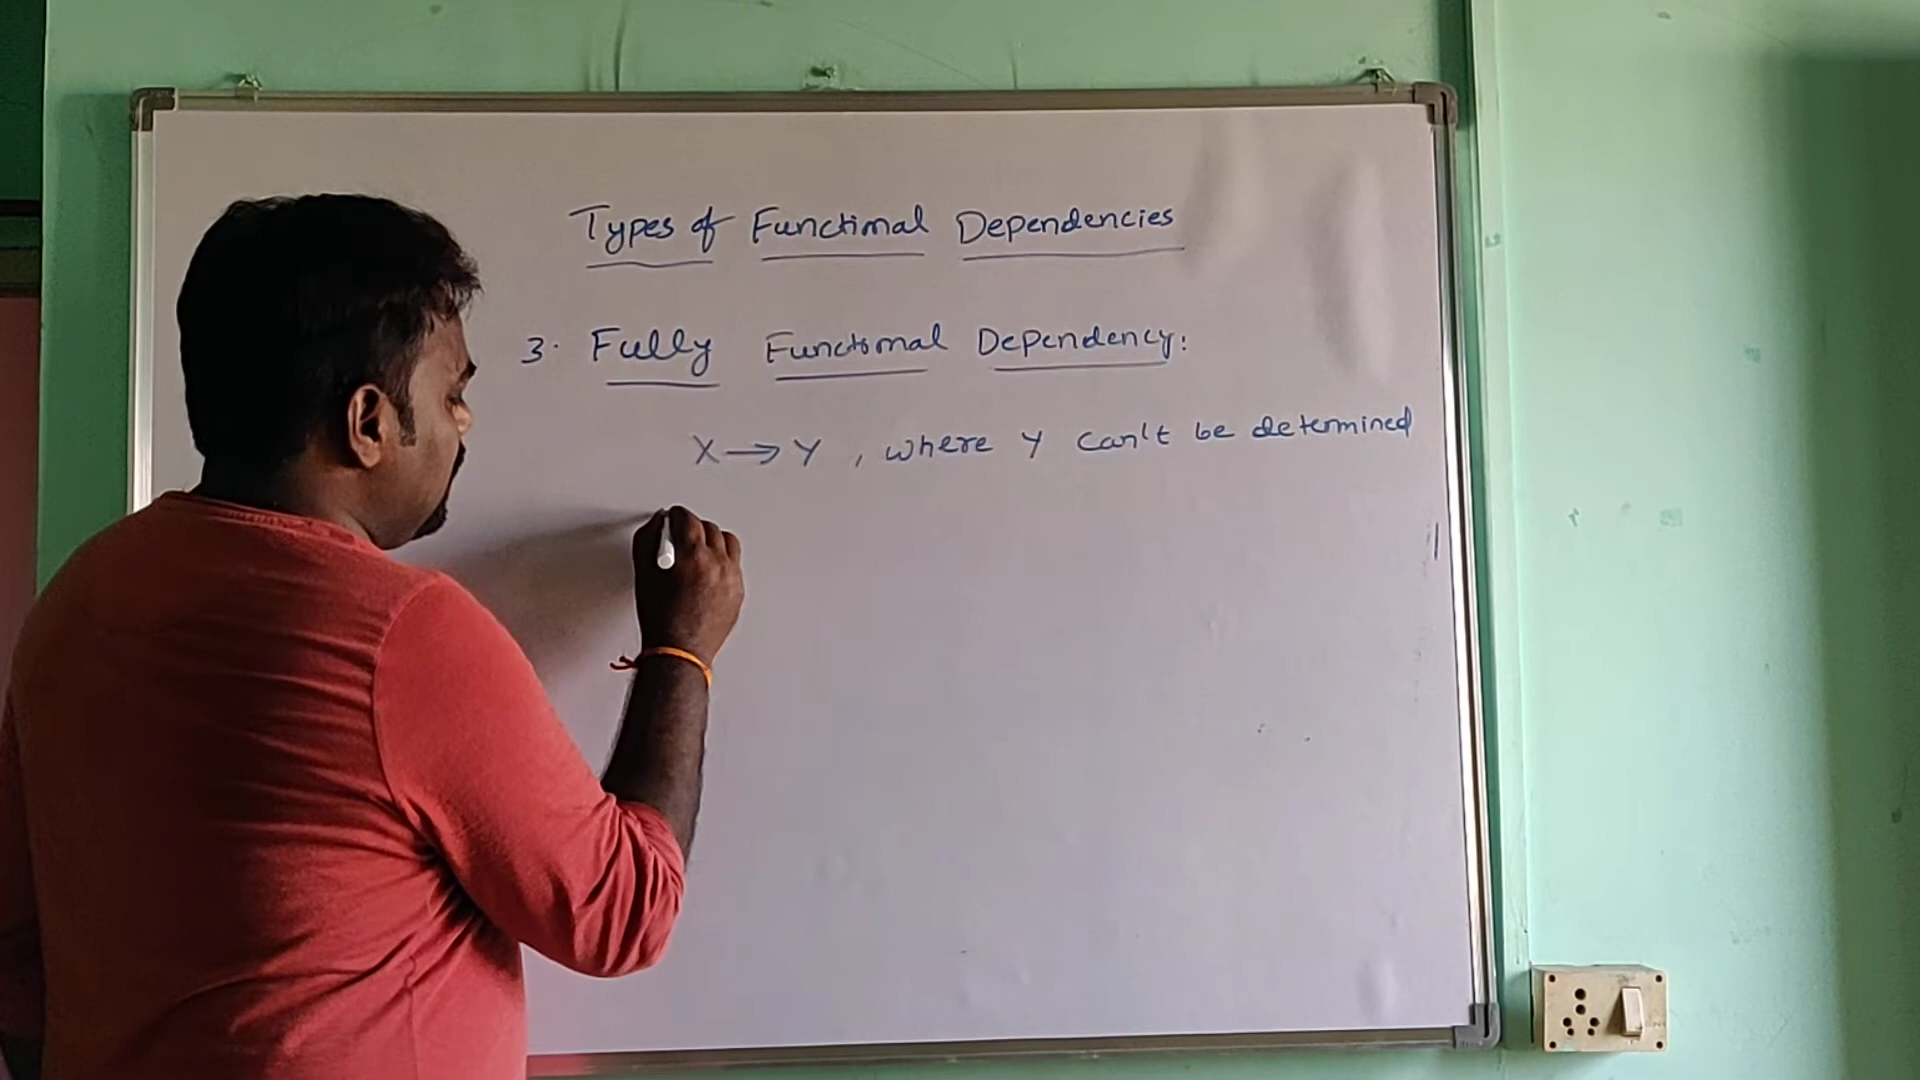 Types of Functional Dependencies
3. Fully Functional Dependency:
X → Y , where Y can't be determined